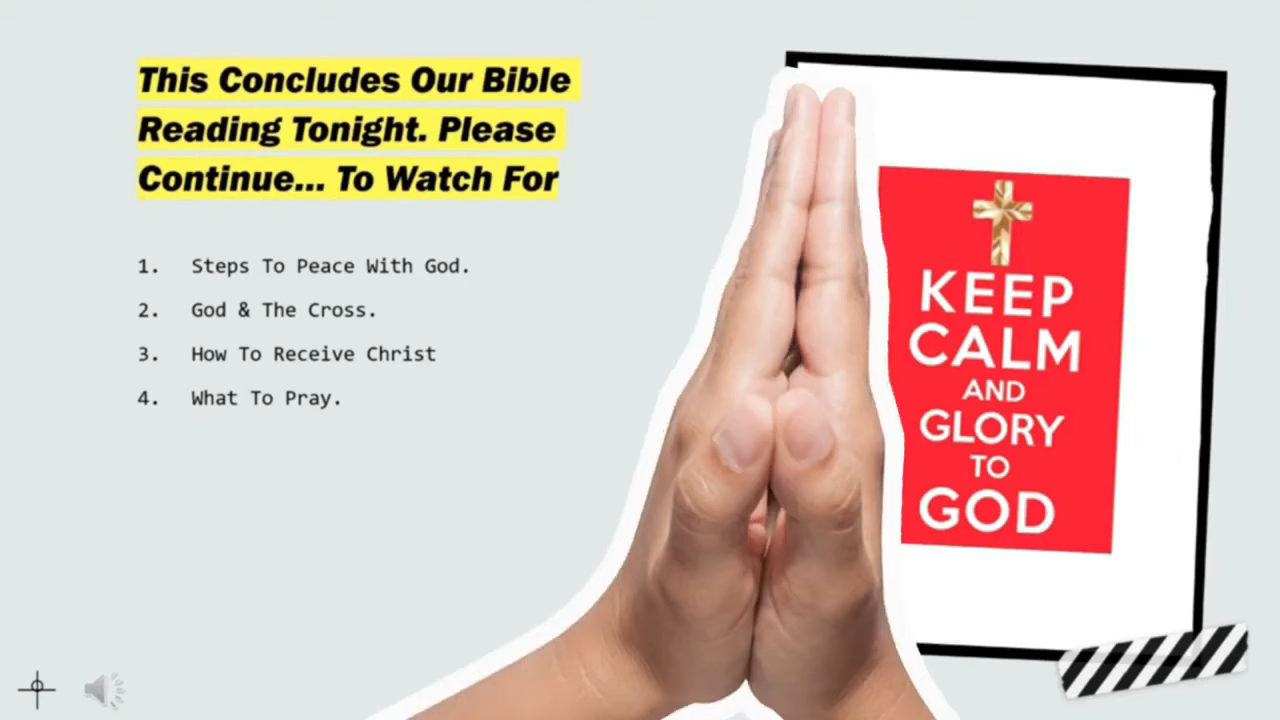 This Concludes Our Bible
Reading Tonight. Please
Continue... To Watch For
1. Steps To Peace With God.
2. God & The Cross.
3. How To Receive Christ
4. What To Pray.
KEEP
CALM
AND
GLORY
TO
GOD